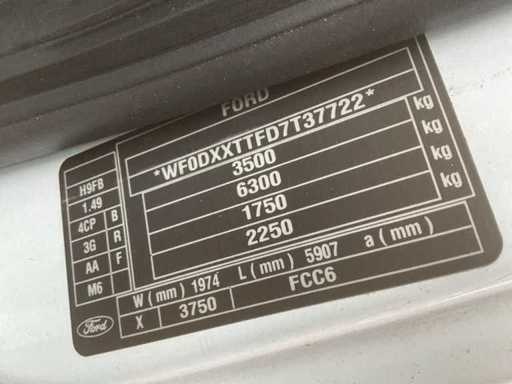 FORD
*WF0DXXTTFD7T37722*
3500 kg
6300 kg
1750 kg
2250 kg
H9FB
1.49
4CP B
3G R
AA F
M6
W (mm) 1974 L (mm) 5907 a (mm)
X 3750 FCC6
Ford